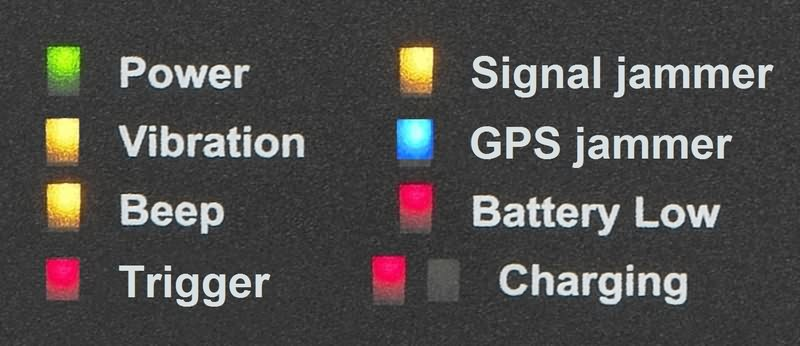 Power
Signal jammer
Vibration
GPS jammer
Beep
Battery Low
Trigger
Charging